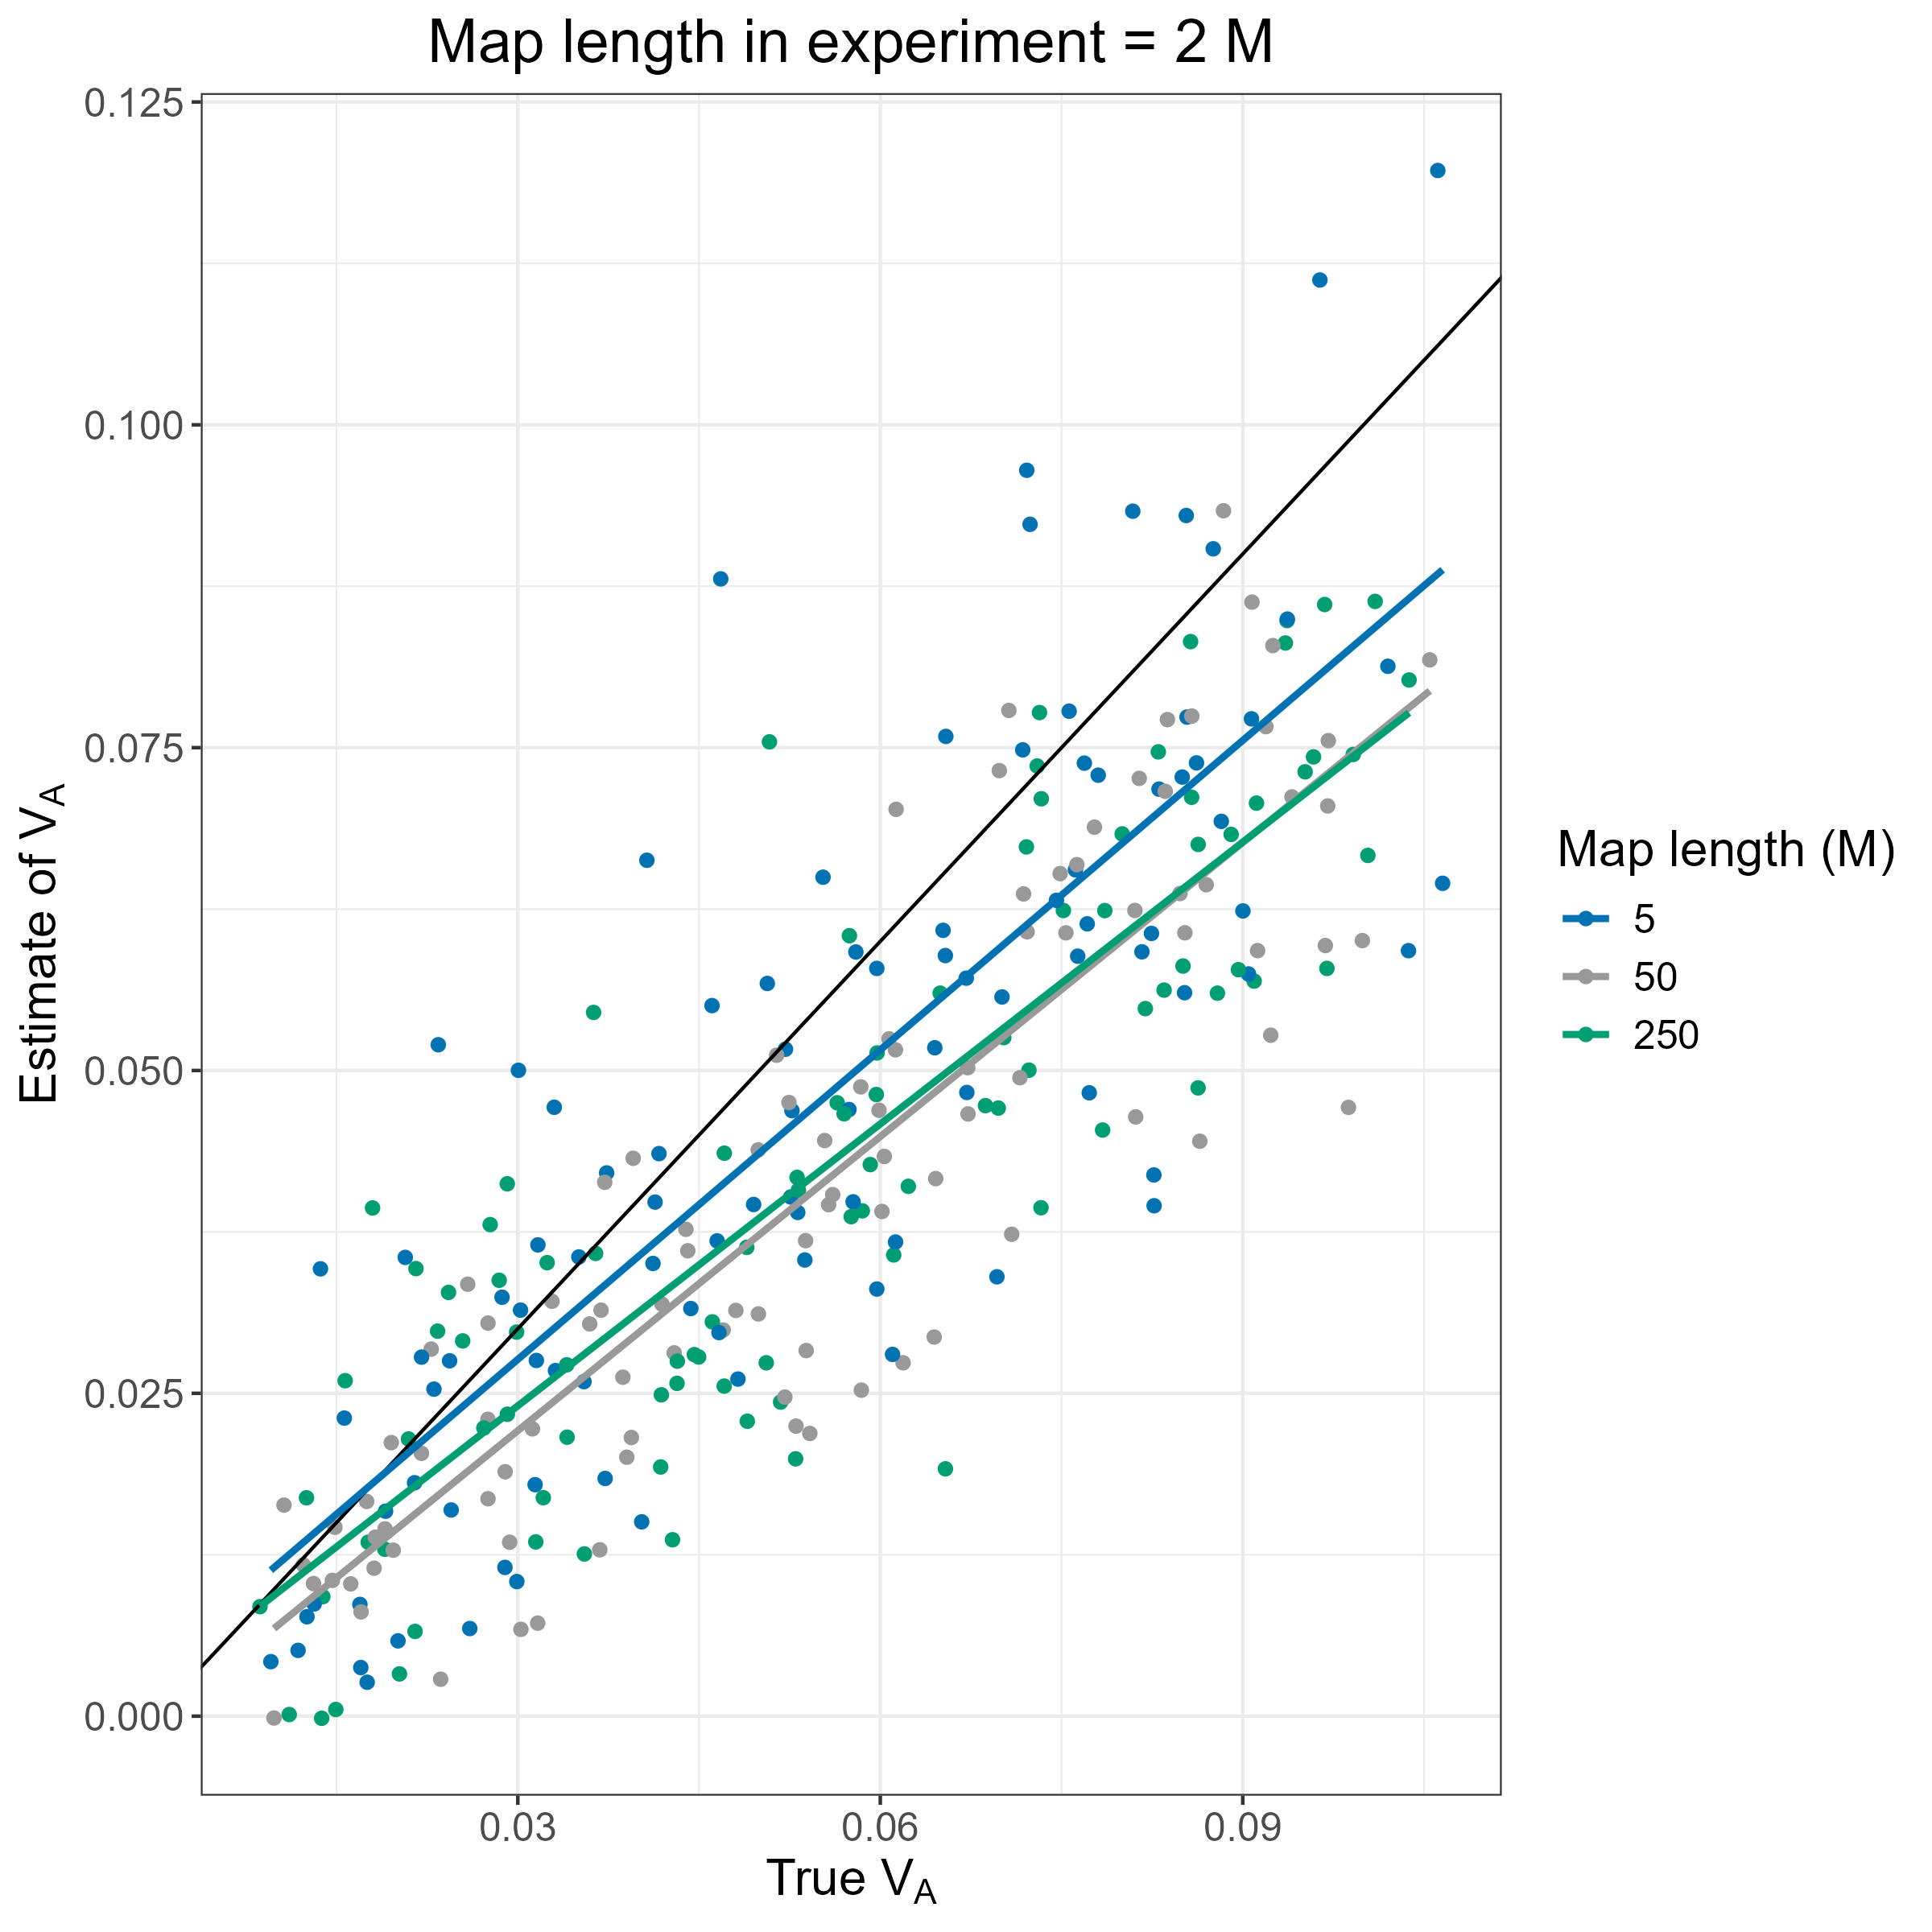 Map length in experiment = 2 M
0.125
0.100
0.075
0.050
0.025
0.000
Estimate of VA
0.03 0.06 0.09
True VA
Map length (M)
5
50
250